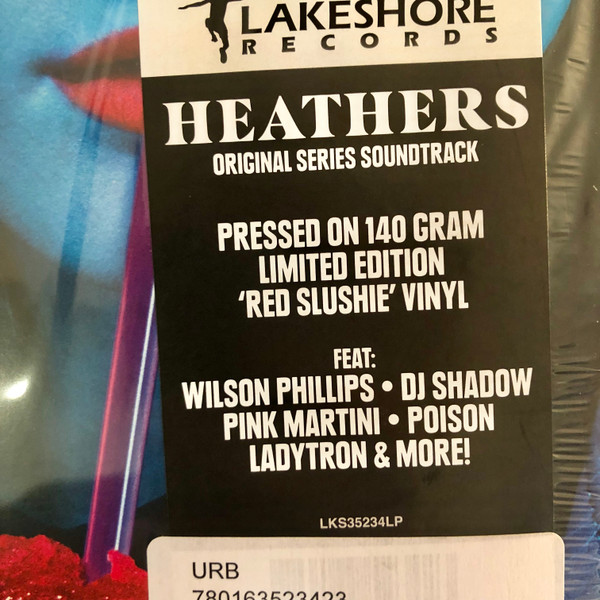 LAKESHORE
RECORDS
HEATHERS
ORIGINAL SERIES SOUNDTRACK
PRESSED ON 140 GRAM
LIMITED EDITION
‘RED SLUSHIE’ VINYL
FEAT:
WILSON PHILLIPS • DJ SHADOW
PINK MARTINI • POISON
LADYTRON & MORE!
LKS35234LP
URB
780163523423